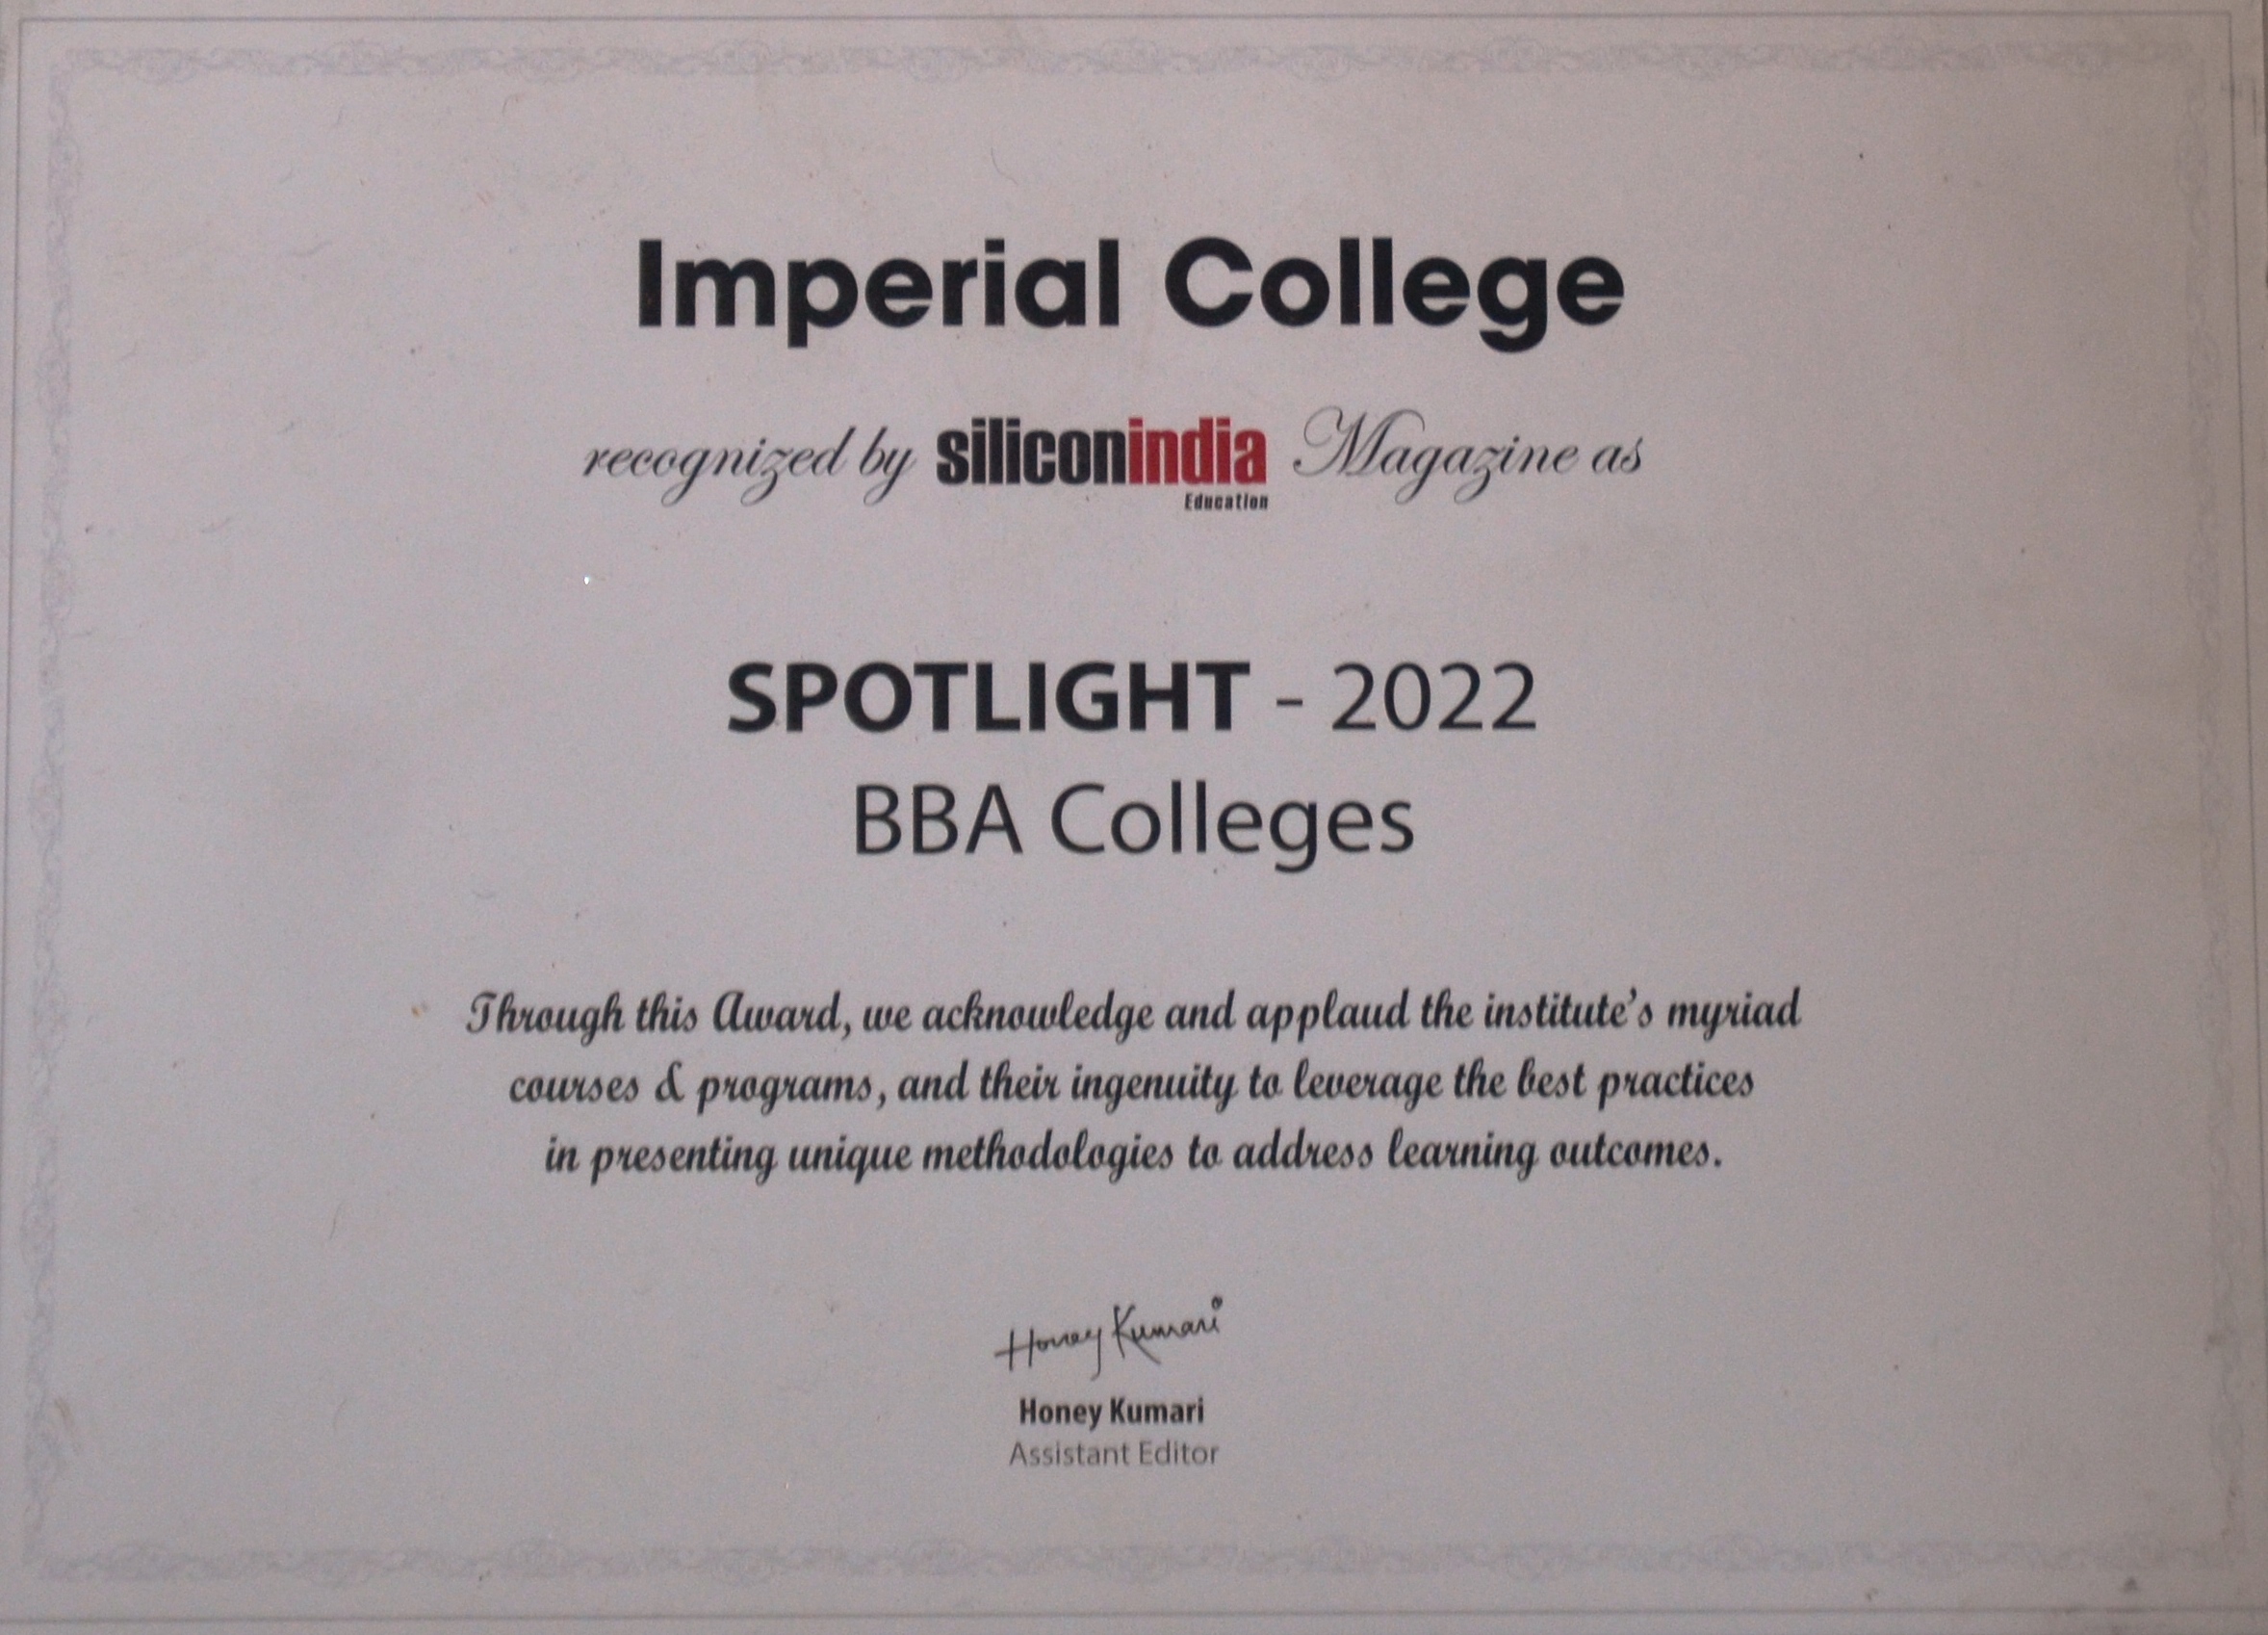 Imperial College
recognized by siliconindia Magazine as
Education
SPOTLIGHT - 2022
BBA Colleges
Through this Award, we acknowledge and applaud the institute's myriad
courses & programs, and their ingenuity to leverage the best practices
in presenting unique methodologies to address learning outcomes.
Honey Kumari
Honey Kumari
Assistant Editor